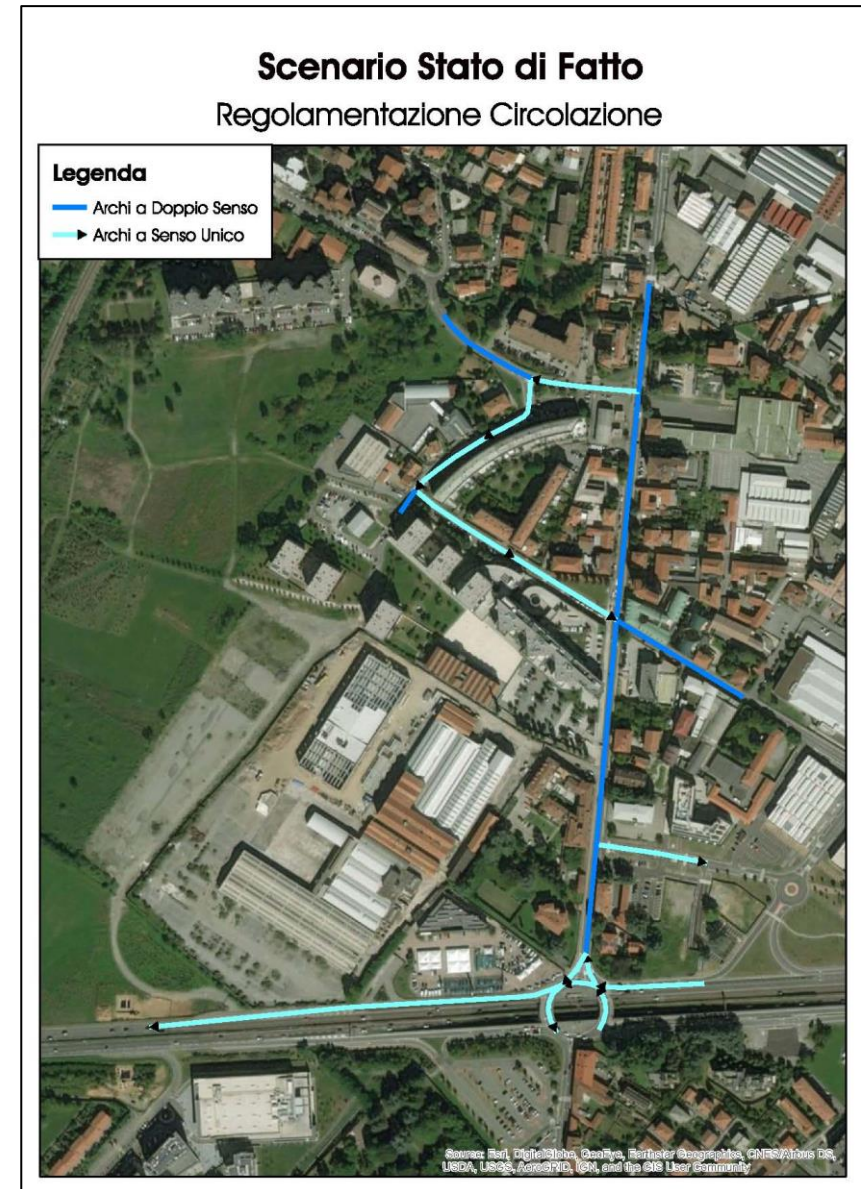 Scenario Stato di Fatto
Regolamentazione Circolazione
Legenda
Archi a Doppio Senso
Archi a Senso Unico
Source: Esri, DigitalGlobe, GeoEye, Earthstar Geographics, CNES/Airbus DS,
USDA, USGS, AeroGRID, IGN, and the GIS User Community